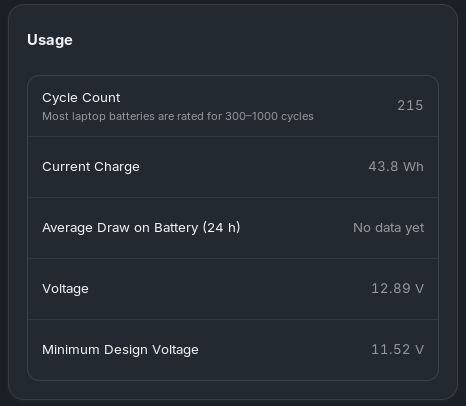 Usage
Cycle Count
Most laptop batteries are rated for 300–1000 cycles
215
Current Charge
43.8 Wh
Average Draw on Battery (24 h)
No data yet
Voltage
12.89 V
Minimum Design Voltage
11.52 V